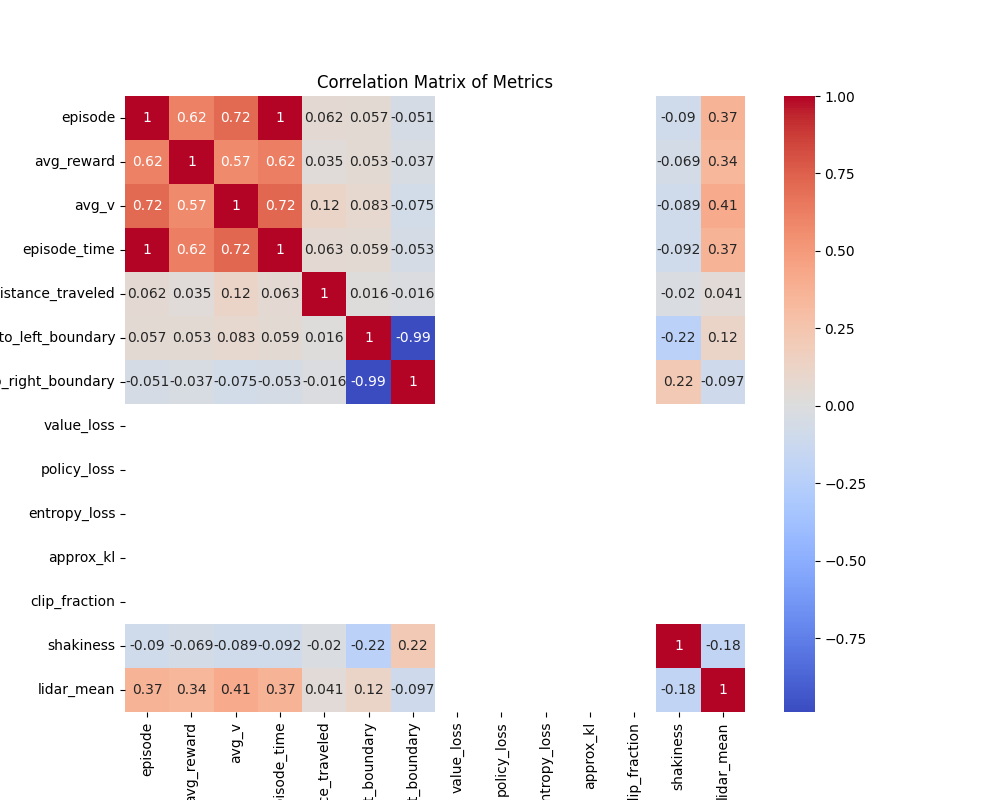 Correlation Matrix of Metrics
episode 1 0.62 0.72 1 0.062 0.057 -0.051 -0.09 0.37
avg_reward 0.62 1 0.57 0.62 0.035 0.053 -0.037 -0.069 0.34
avg_v 0.72 0.57 1 0.72 0.12 0.083 -0.075 -0.089 0.41
episode_time 1 0.62 0.72 1 0.063 0.059 -0.053 -0.092 0.37
istance_traveled 0.062 0.035 0.12 0.063 1 0.016 -0.016 -0.02 0.041
to_left_boundary 0.057 0.053 0.083 0.059 0.016 1 -0.99 -0.22 0.12
o_right_boundary -0.051 -0.037 -0.075 -0.053 -0.016 -0.99 1 0.22 -0.097
value_loss
policy_loss
entropy_loss
approx_kl
clip_fraction
shakiness -0.09 -0.069 -0.089 -0.092 -0.02 -0.22 0.22 1 -0.18
lidar_mean 0.37 0.34 0.41 0.37 0.041 0.12 -0.097 -0.18 1
episode
avg_reward
avg_v
isode_time
ce_traveled
t_boundary
t_boundary
value_loss
policy_loss
ntropy_loss
approx_kl
lip_fraction
shakiness
lidar_mean
1.00
0.75
0.50
0.25
0.00
−0.25
−0.50
−0.75